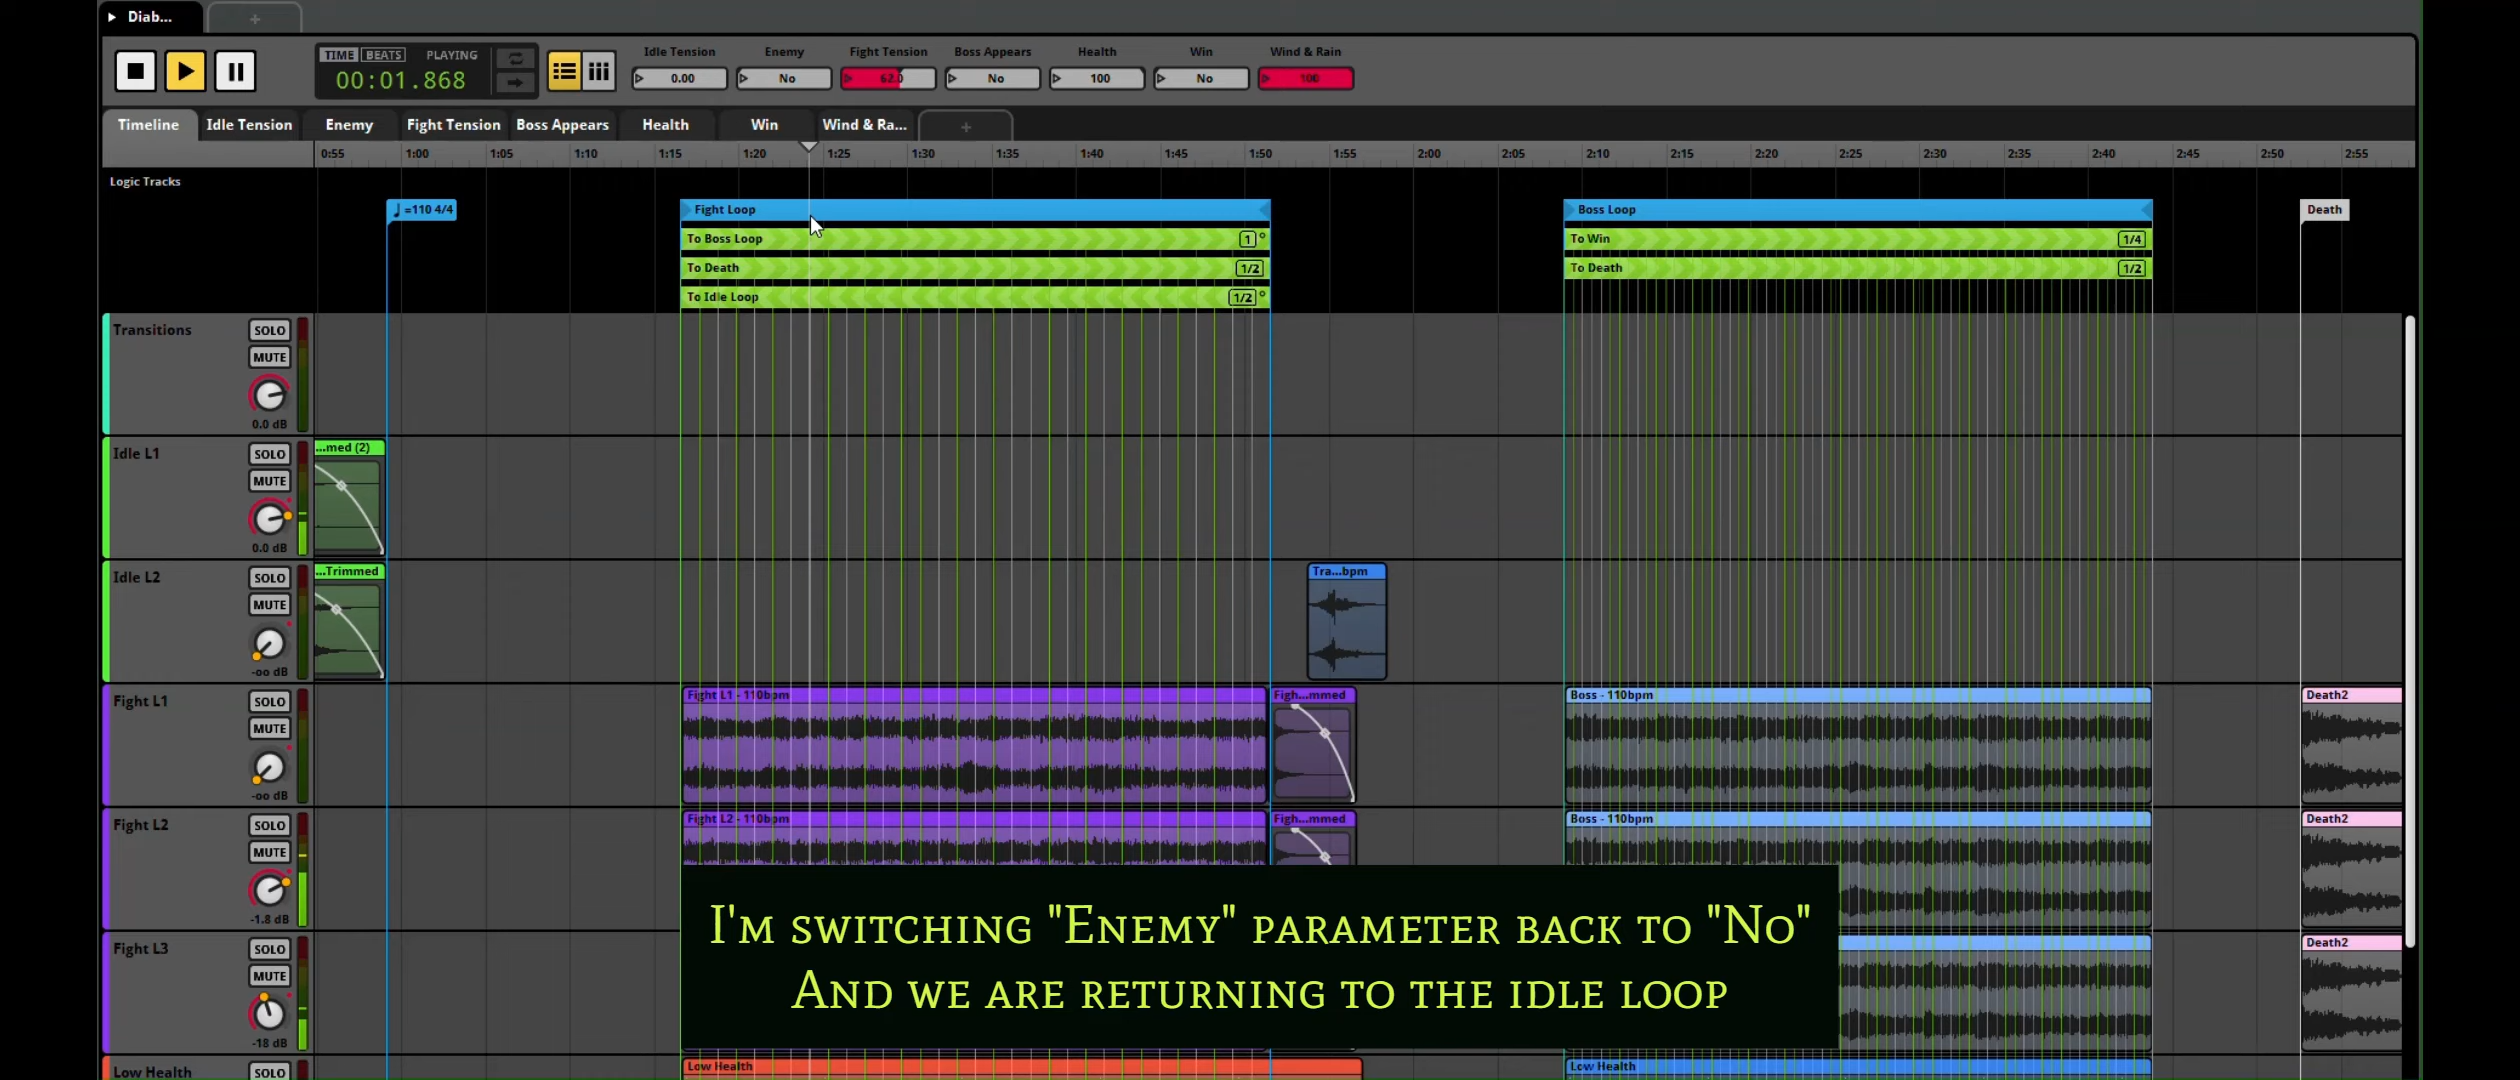 Diab...
+
TIME BEATS PLAYING
00:01.868
Idle Tension
0.00
Enemy
No
Fight Tension
62.0
Boss Appears
No
Health
100
Win
No
Wind & Rain
100
Timeline Idle Tension Enemy Fight Tension Boss Appears Health Win Wind & Ra... +
0:55 1:00 1:05 1:10 1:15 1:20 1:25 1:30 1:35 1:40 1:45 1:50 1:55 2:00 2:05 2:10 2:15 2:20 2:25 2:30 2:35 2:40 2:45 2:50 2:55
Logic Tracks
=110 4/4
Fight Loop
Boss Loop
Death
To Boss Loop 1
To Win 1/4
To Death 1/2
To Death 1/2
To Idle Loop 1/2
Transitions
SOLO
MUTE
0.0 dB
Idle L1
SOLO
MUTE
0.0 dB
...med (2)
Idle L2
SOLO
MUTE
-oo dB
...Trimmed
Tra...bpm
Fight L1
SOLO
MUTE
-oo dB
Fight L1 - 110bpm
Figh...mmed
Boss - 110bpm
Death2
Fight L2
SOLO
MUTE
-1.8 dB
Fight L2 - 110bpm
Figh...mmed
Boss - 110bpm
Death2
Fight L3
SOLO
MUTE
-18 dB
Death2
I'm switching "Enemy" parameter back to "No"
And we are returning to the idle loop
Low Health
SOLO
Low Health
Low Health